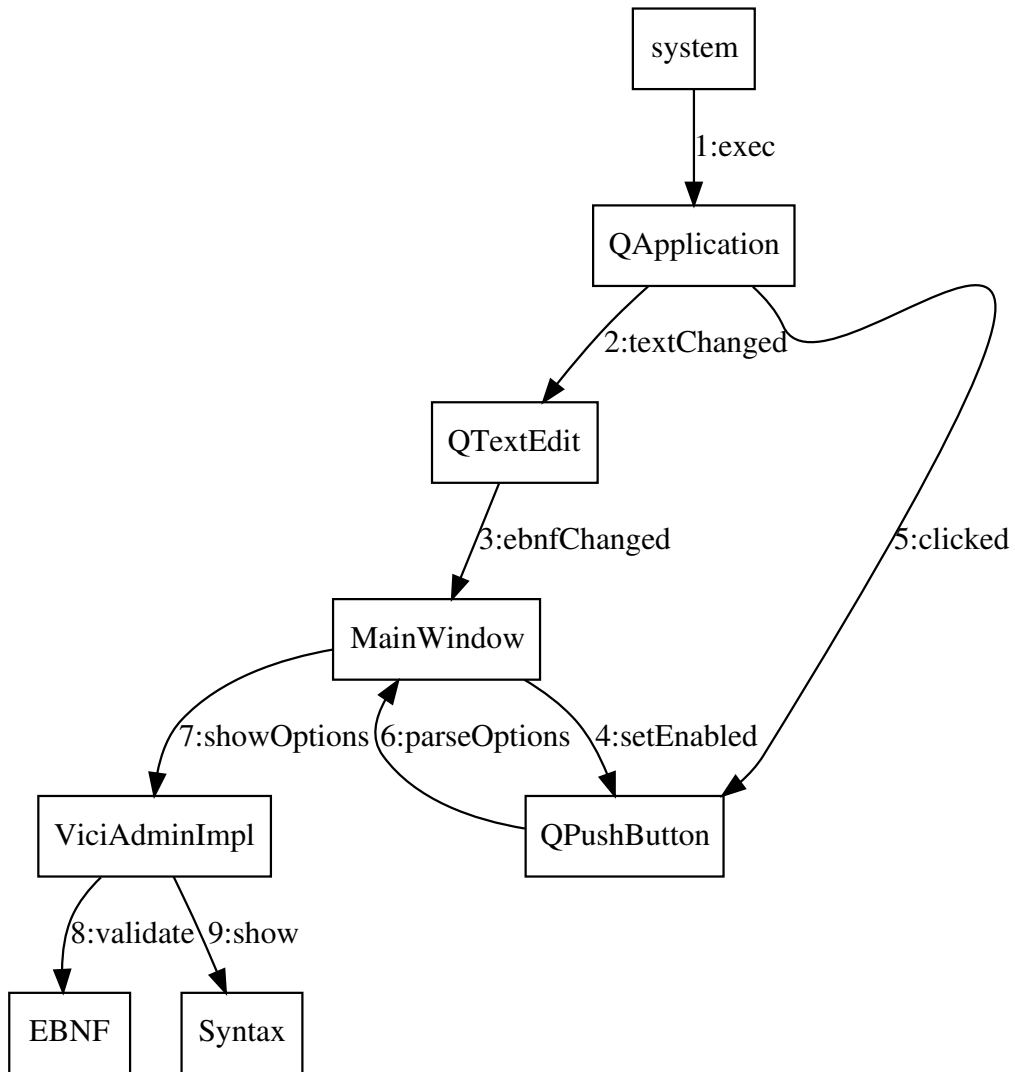 system
1:exec
QApplication
2:textChanged
QTextEdit
3:ebnfChanged
5:clicked
MainWindow
7:showOptions
6:parseOptions
4:setEnabled
ViciAdminImpl
QPushButton
8:validate
9:show
EBNF
Syntax